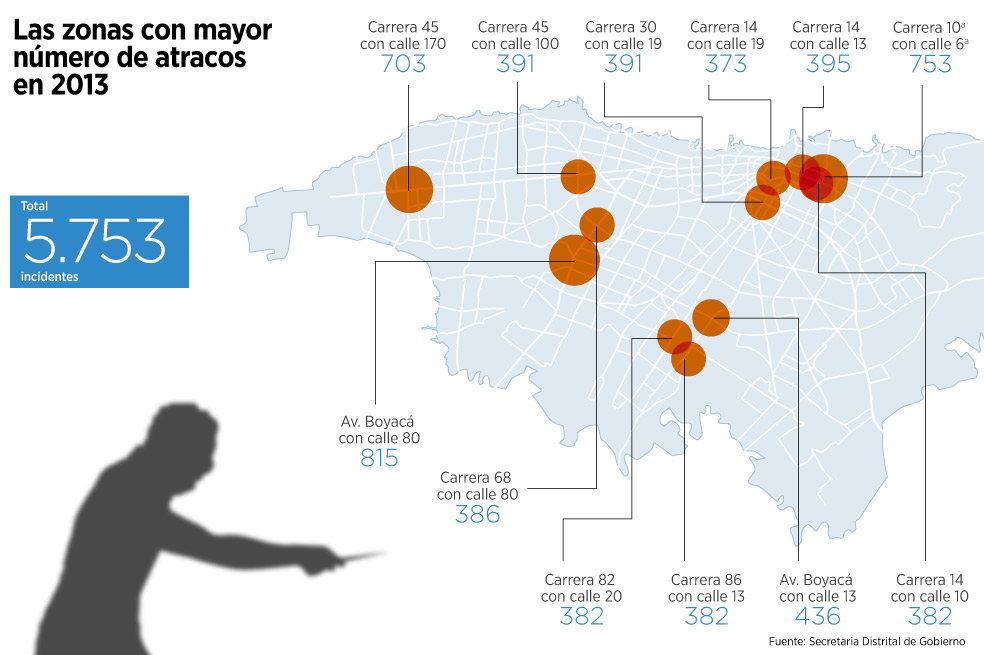 Las zonas con mayor
número de atracos
en 2013
Total
5.753
incidentes
Carrera 45
con calle 170
703
Carrera 45
con calle 100
391
Carrera 30
con calle 19
391
Carrera 14
con calle 19
373
Carrera 14
con calle 13
395
Carrera 10ª
con calle 6ª
753
Av. Boyacá
con calle 80
815
Carrera 68
con calle 80
386
Carrera 82
con calle 20
382
Carrera 86
con calle 13
382
Av. Boyacá
con calle 13
436
Carrera 14
con calle 10
382
Fuente: Secretaria Distrital de Gobierno